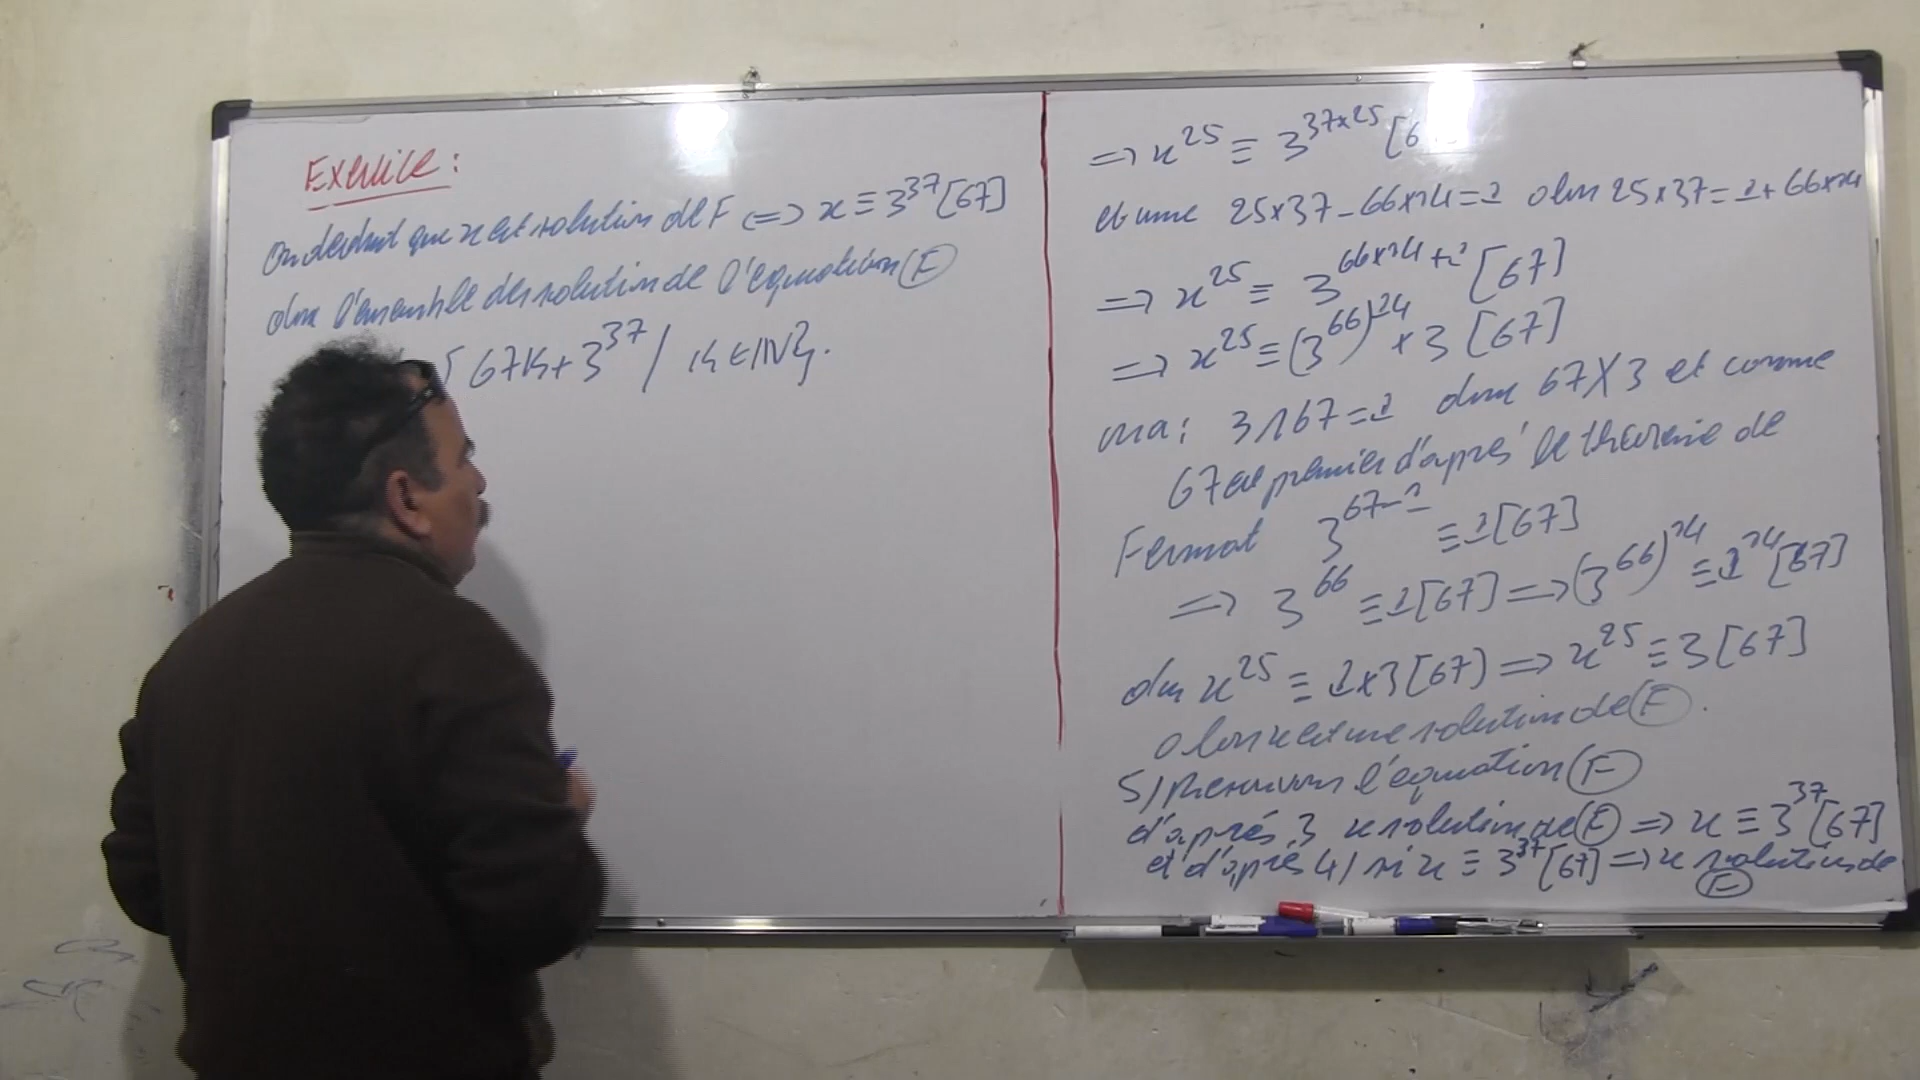 Exercice :
On déduit que x est solution de F ⟺ x ≡ 3^37 [67]
donc l'ensemble des solutions de l'équation (E)
{67k + 3^37 / k ∈ IN}.
⟹ x^25 ≡ 3^37×25 [6
et on a 25×37 - 66×14 = 1 donc 25×37 = 1 + 66×14
⟹ x^25 ≡ 3^66×14+1 [67]
⟹ x^25 ≡ (3^66)^14 × 3 [67]
on a : 3 ∧ 67 = 1 donc 67 ∤ 3 et comme
67 est premier d'après le théorème de
Fermat 3^67-1 ≡ 1 [67]
⟹ 3^66 ≡ 1 [67] ⟹ (3^66)^14 ≡ 1^14 [67]
donc x^25 ≡ 1×3 [67) ⟹ x^25 ≡ 3 [67]
alors x est une solution de (E).
5) l'équation (F)
d'après 3 x solution de (E) ⟹ x ≡ 3^37 [67]
et d'après 4) si x ≡ 3^37 [67] ⟹ x solution de
(E)